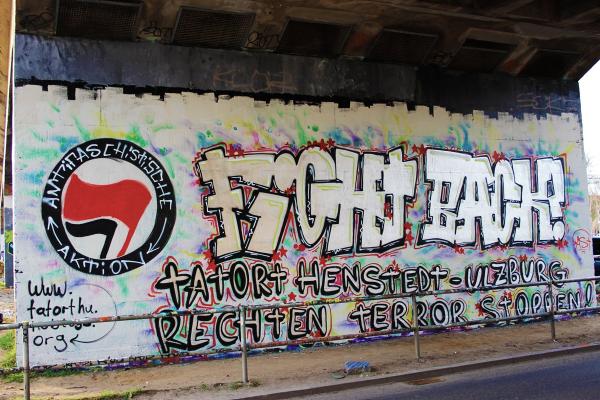 ANTIFASCHISTISCHE
AKTION
FIGHT BACK!
TATORT HENSTEDT-ULZBURG
RECHTEN TERROR STOPPEN!
www.
tatorthu.
org